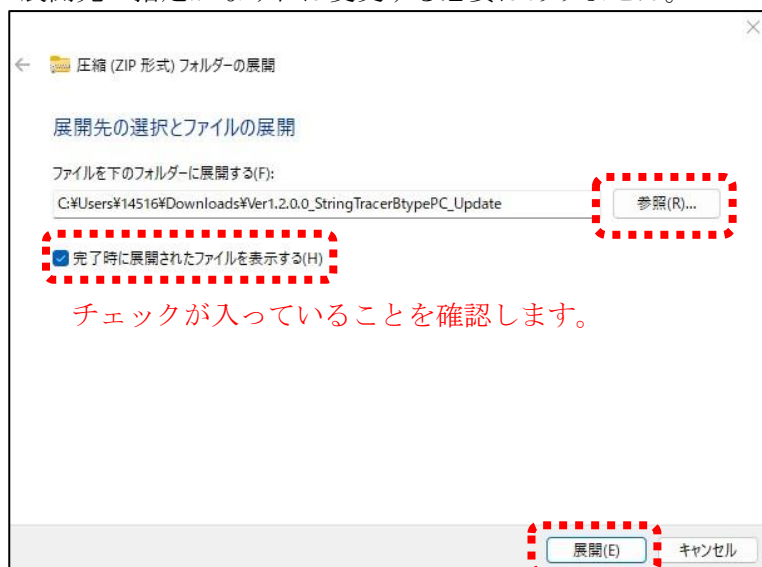 圧縮 (ZIP 形式) フォルダーの展開
展開先の選択とファイルの展開
ファイルを下のフォルダーに展開する(F):
C:¥Users¥14516¥Downloads¥Ver1.2.0.0_StringTracerBtypePC_Update
参照(R)...
完了時に展開されたファイルを表示する(H)
チェックが入っていることを確認します。
展開(E) キャンセル